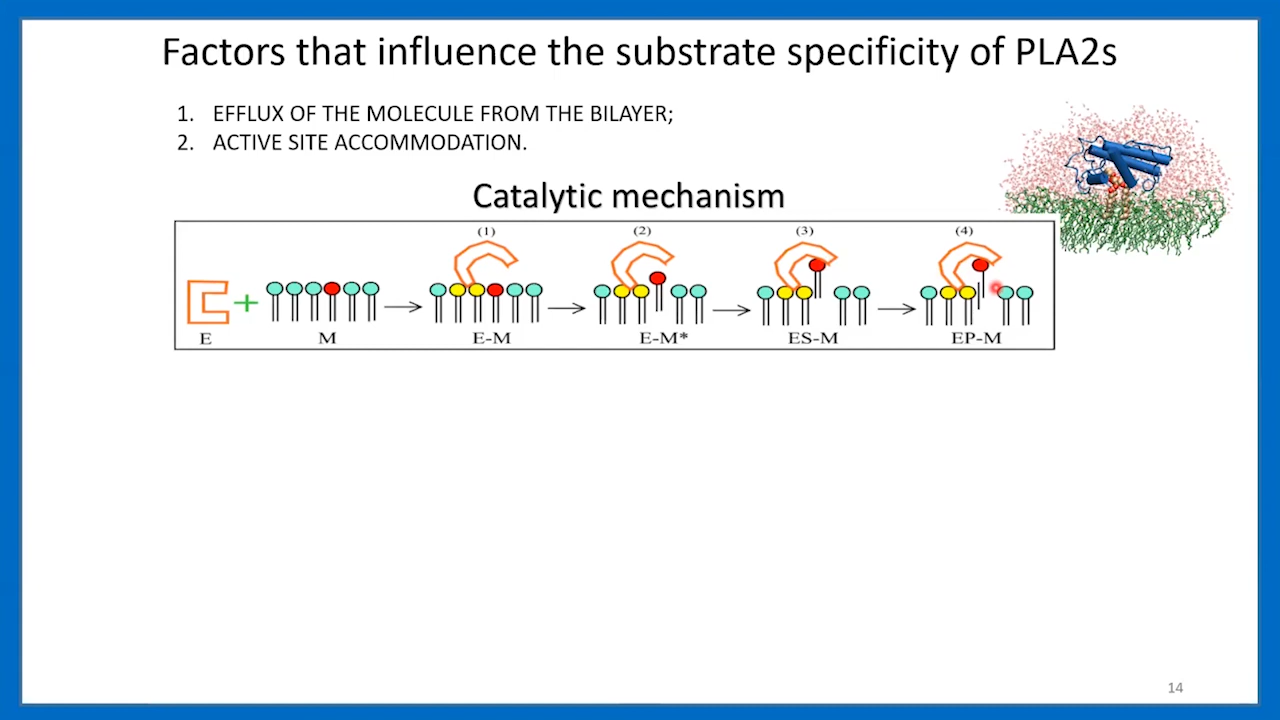 Factors that influence the substrate specificity of PLA2s
1. EFFLUX OF THE MOLECULE FROM THE BILAYER;
2. ACTIVE SITE ACCOMMODATION.
Catalytic mechanism
(1) (2) (3) (4)
E + M E-M E-M* ES-M EP-M
14